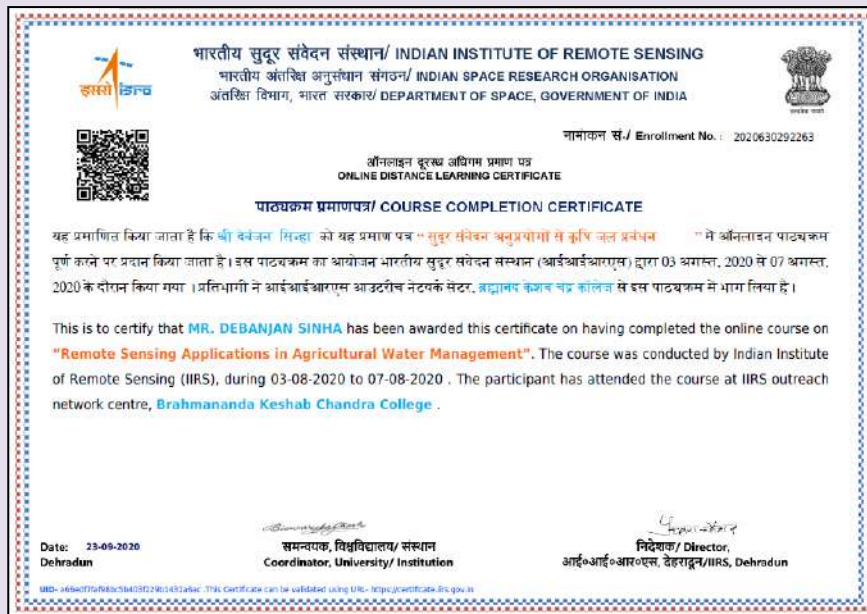 इसरो isro
भारतीय सुदूर संवेदन संस्थान/ INDIAN INSTITUTE OF REMOTE SENSING
भारतीय अंतरिक्ष अनुसंधान संगठन/ INDIAN SPACE RESEARCH ORGANISATION
अंतरिक्ष विभाग, भारत सरकार/ DEPARTMENT OF SPACE, GOVERNMENT OF INDIA
नामांकन सं-/ Enrollment No. : 2020630292263
ऑनलाइन दूरस्थ अधिगम प्रमाण पत्र
ONLINE DISTANCE LEARNING CERTIFICATE
पाठ्यक्रम प्रमाणपत्र/ COURSE COMPLETION CERTIFICATE
यह प्रमाणित किया जाता है कि श्री देबंजन सिन्हा को यह प्रमाण पत्र “ सुदूर संवेदन अनुप्रयोगों से कृषि जल प्रबंधन ” में ऑनलाइन पाठ्यक्रम
पूर्ण करने पर प्रदान किया जाता है । इस पाठ्यक्रम का आयोजन भारतीय सुदूर संवेदन संस्थान (आईआईआरएस) द्वारा 03 अगस्त, 2020 से 07 अगस्त,
2020 के दौरान किया गया । प्रतिभागी ने आईआईआरएस आउटरीच नेटवर्क सेंटर, ब्रह्मानंद केशव चंद्र कॉलेज से इस पाठ्यक्रम में भाग लिया है ।
This is to certify that MR. DEBANJAN SINHA has been awarded this certificate on having completed the online course on
“Remote Sensing Applications in Agricultural Water Management”. The course was conducted by Indian Institute
of Remote Sensing (IIRS), during 03-08-2020 to 07-08-2020 . The participant has attended the course at IIRS outreach
network centre, Brahmananda Keshab Chandra College .
Date: 23-09-2020
Dehradun
समन्वयक, विश्वविद्यालय/ संस्थान
Coordinator, University/ Institution
निदेशक/ Director,
आई०आई०आर०एस, देहरादून/IIRS, Dehradun
This Certificate can be validated using URL- https://certificate.iirs.gov.in